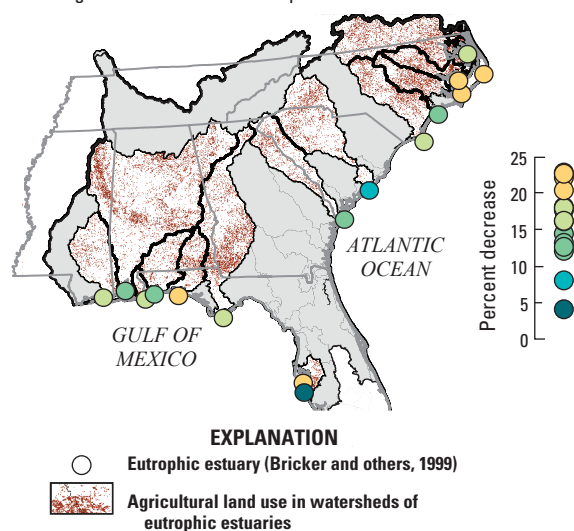 25
20
15
10
5
0
Percent decrease
ATLANTIC
OCEAN
GULF OF
MEXICO
EXPLANATION
Eutrophic estuary (Bricker and others, 1999)
Agricultural land use in watersheds of
eutrophic estuaries